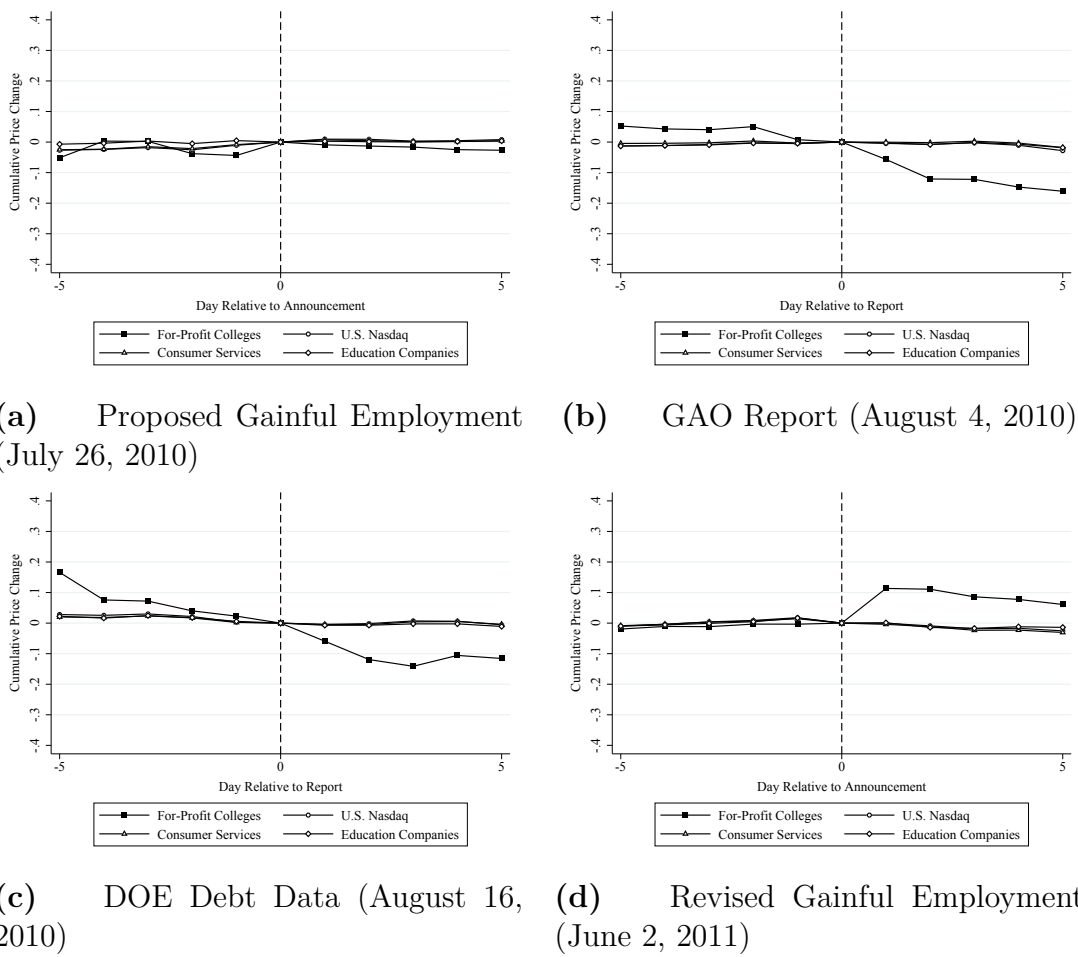 .4
.3
.2
.1
0
-.1
-.2
-.3
-.4
Cumulative Price Change
-5
0
5
Day Relative to Announcement
For-Profit Colleges
U.S. Nasdaq
Consumer Services
Education Companies
(a) Proposed Gainful Employment
(July 26, 2010)
.4
.3
.2
.1
0
-.1
-.2
-.3
-.4
Cumulative Price Change
-5
0
5
Day Relative to Report
For-Profit Colleges
U.S. Nasdaq
Consumer Services
Education Companies
(b) GAO Report (August 4, 2010)
.4
.3
.2
.1
0
-.1
-.2
-.3
-.4
Cumulative Price Change
-5
0
5
Day Relative to Report
For-Profit Colleges
U.S. Nasdaq
Consumer Services
Education Companies
(c) DOE Debt Data (August 16,
2010)
.4
.3
.2
.1
0
-.1
-.2
-.3
-.4
Cumulative Price Change
-5
0
5
Day Relative to Announcement
For-Profit Colleges
U.S. Nasdaq
Consumer Services
Education Companies
(d) Revised Gainful Employment
(June 2, 2011)